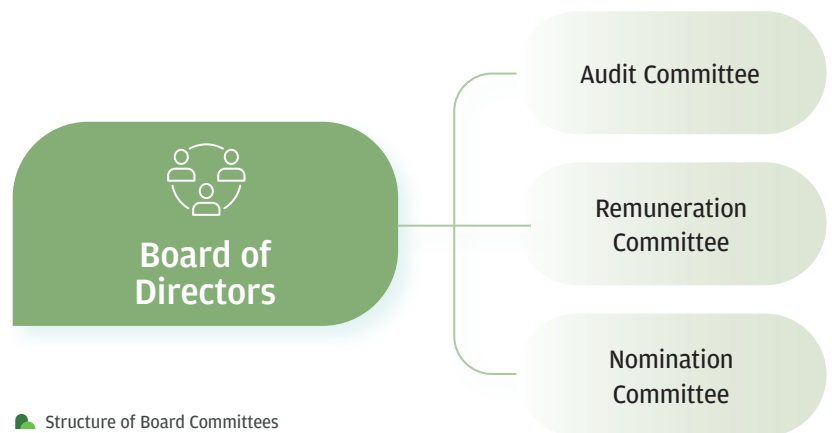 Audit Committee
Board of
Directors
Remuneration
Committee
Nomination
Committee
Structure of Board Committees